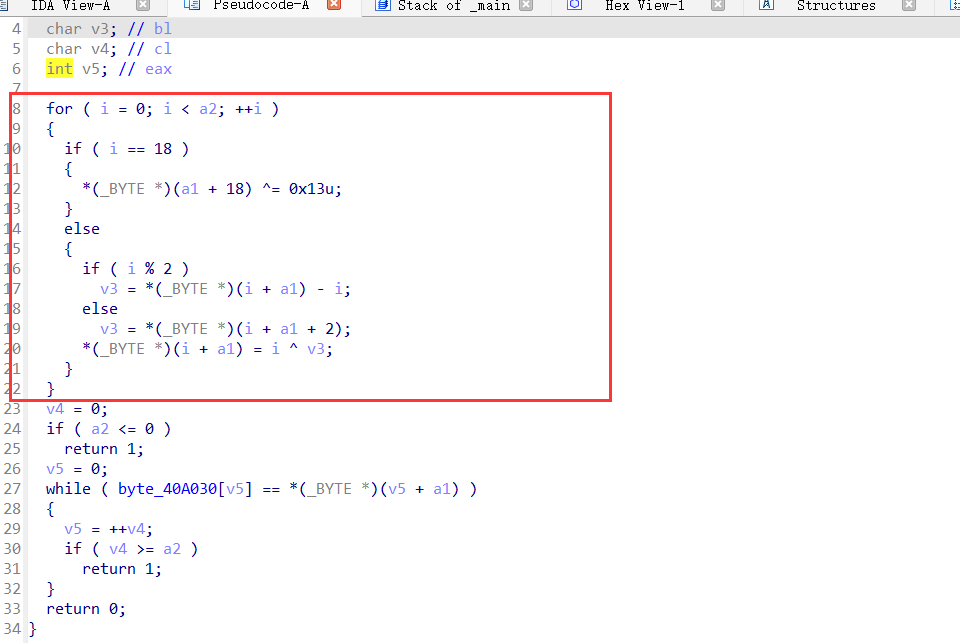 IDA View-A Pseudocode-A Stack of _main Hex View-1 Structures
4 char v3; // bl
5 char v4; // cl
6 int v5; // eax
7
8 for ( i = 0; i < a2; ++i )
9 {
10 if ( i == 18 )
11 {
12 *(_BYTE *)(a1 + 18) ^= 0x13u;
13 }
14 else
15 {
16 if ( i % 2 )
17 v3 = *(_BYTE *)(i + a1) - i;
18 else
19 v3 = *(_BYTE *)(i + a1 + 2);
20 *(_BYTE *)(i + a1) = i ^ v3;
21 }
22 }
23 v4 = 0;
24 if ( a2 <= 0 )
25 return 1;
26 v5 = 0;
27 while ( byte_40A030[v5] == *(_BYTE *)(v5 + a1) )
28 {
29 v5 = ++v4;
30 if ( v4 >= a2 )
31 return 1;
32 }
33 return 0;
34 }